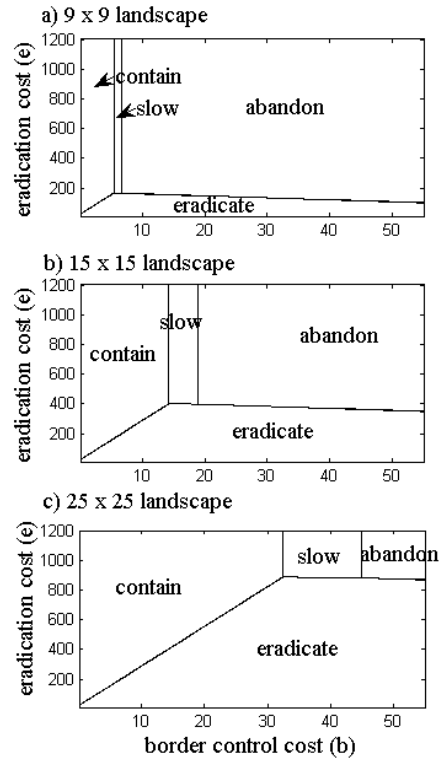 a) 9 x 9 landscape
eradication cost (e)
1200
1000
800
600
400
200
contain
slow
abandon
eradicate
10 20 30 40 50
b) 15 x 15 landscape
eradication cost (e)
1200
1000
800
600
400
200
slow
contain
abandon
eradicate
10 20 30 40 50
c) 25 x 25 landscape
eradication cost (e)
1200
1000
800
600
400
200
slow
abandon
contain
eradicate
10 20 30 40 50
border control cost (b)